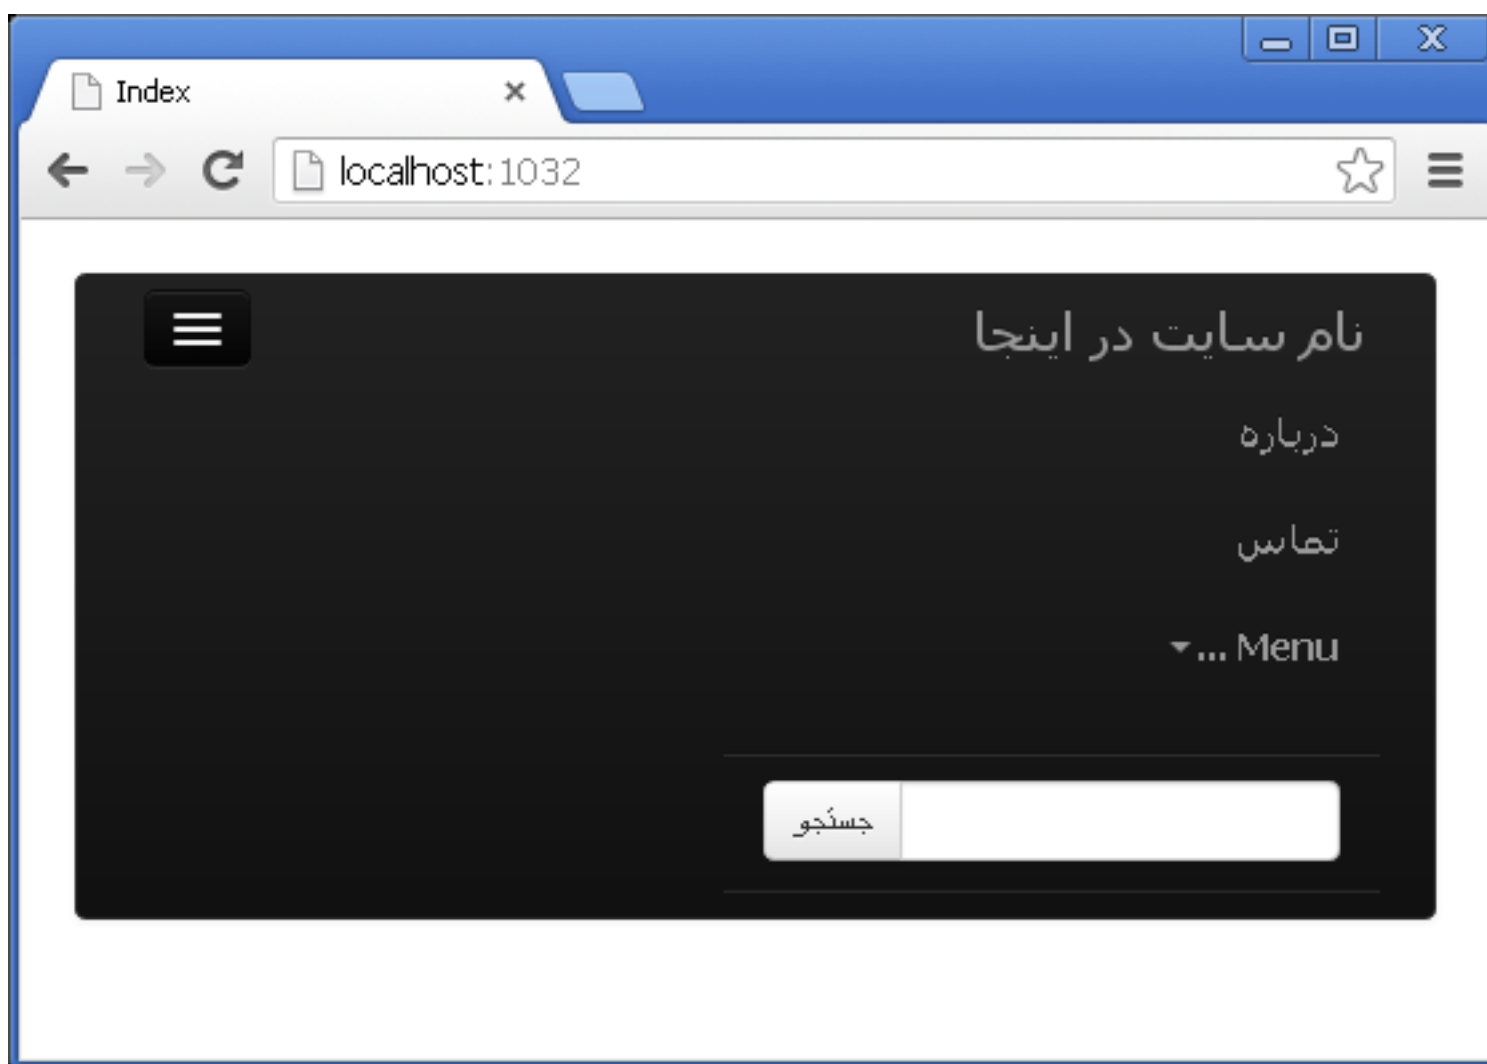 Index
localhost:1032
نام سایت در اینجا
درباره
تماس
Menu ...
جستجو